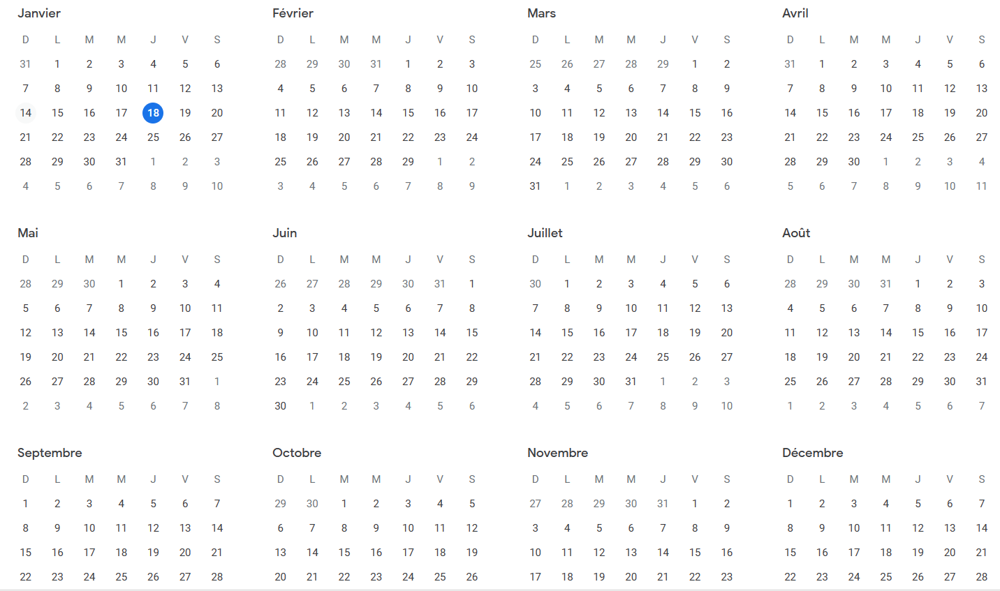 Janvier Février Mars Avril
D L M M J V S D L M M J V S D L M M J V S D L M M J V S
31 1 2 3 4 5 6 28 29 30 31 1 2 3 25 26 27 28 29 1 2 31 1 2 3 4 5 6
7 8 9 10 11 12 13 4 5 6 7 8 9 10 3 4 5 6 7 8 9 7 8 9 10 11 12 13
14 15 16 17 18 19 20 11 12 13 14 15 16 17 10 11 12 13 14 15 16 14 15 16 17 18 19 20
21 22 23 24 25 26 27 18 19 20 21 22 23 24 17 18 19 20 21 22 23 21 22 23 24 25 26 27
28 29 30 31 1 2 3 25 26 27 28 29 1 2 24 25 26 27 28 29 30 28 29 30 1 2 3 4
4 5 6 7 8 9 10 3 4 5 6 7 8 9 31 1 2 3 4 5 6 5 6 7 8 9 10 11
Mai Juin Juillet Août
D L M M J V S D L M M J V S D L M M J V S D L M M J V S
28 29 30 1 2 3 4 26 27 28 29 30 31 1 30 1 2 3 4 5 6 28 29 30 31 1 2 3
5 6 7 8 9 10 11 2 3 4 5 6 7 8 7 8 9 10 11 12 13 4 5 6 7 8 9 10
12 13 14 15 16 17 18 9 10 11 12 13 14 15 14 15 16 17 18 19 20 11 12 13 14 15 16 17
19 20 21 22 23 24 25 16 17 18 19 20 21 22 21 22 23 24 25 26 27 18 19 20 21 22 23 24
26 27 28 29 30 31 1 23 24 25 26 27 28 29 28 29 30 31 1 2 3 25 26 27 28 29 30 31
2 3 4 5 6 7 8 30 1 2 3 4 5 6 4 5 6 7 8 9 10 1 2 3 4 5 6 7
Septembre Octobre Novembre Décembre
D L M M J V S D L M M J V S D L M M J V S D L M M J V S
1 2 3 4 5 6 7 29 30 1 2 3 4 5 27 28 29 30 31 1 2 1 2 3 4 5 6 7
8 9 10 11 12 13 14 6 7 8 9 10 11 12 3 4 5 6 7 8 9 8 9 10 11 12 13 14
15 16 17 18 19 20 21 13 14 15 16 17 18 19 10 11 12 13 14 15 16 15 16 17 18 19 20 21
22 23 24 25 26 27 28 20 21 22 23 24 25 26 17 18 19 20 21 22 23 22 23 24 25 26 27 28